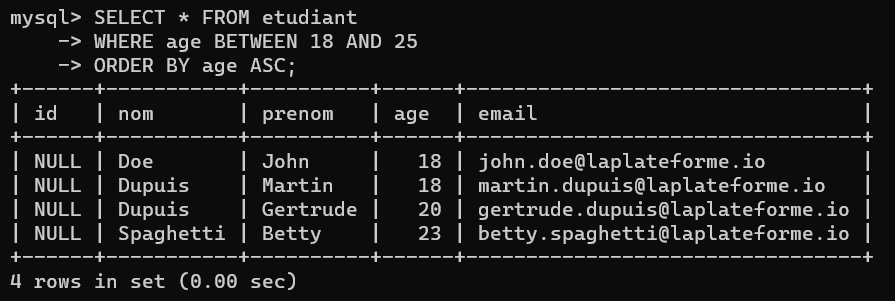 mysql> SELECT * FROM etudiant
    -> WHERE age BETWEEN 18 AND 25
    -> ORDER BY age ASC;
+------+-----------+----------+------+---------------------------------+
| id   | nom       | prenom   | age  | email                           |
+------+-----------+----------+------+---------------------------------+
| NULL | Doe       | John     |   18 | john.doe@laplateforme.io        |
| NULL | Dupuis    | Martin   |   18 | martin.dupuis@laplateforme.io   |
| NULL | Dupuis    | Gertrude |   20 | gertrude.dupuis@laplateforme.io |
| NULL | Spaghetti | Betty    |   23 | betty.spaghetti@laplateforme.io |
+------+-----------+----------+------+---------------------------------+
4 rows in set (0.00 sec)